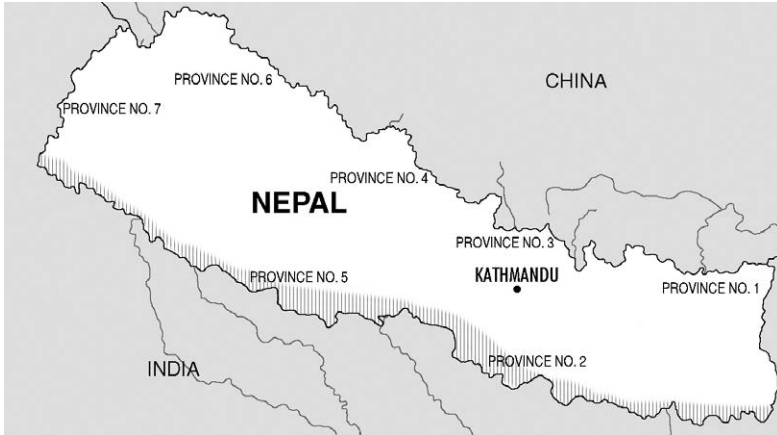 PROVINCE NO. 6
CHINA
PROVINCE NO. 7
PROVINCE NO. 4
NEPAL
PROVINCE NO. 3
KATHMANDU
PROVINCE NO. 5
PROVINCE NO. 1
PROVINCE NO. 2
INDIA